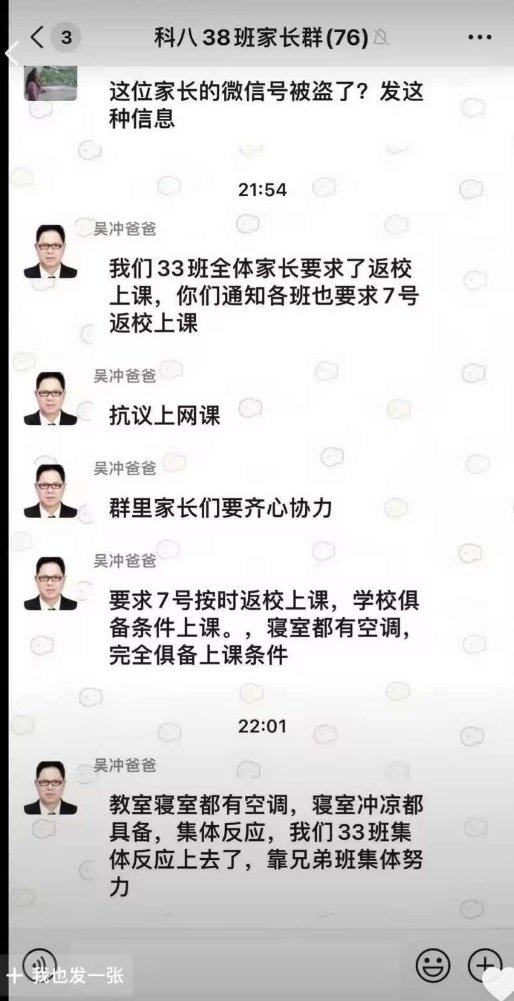 3
科八38班家长群(76)
这位家长的微信号被盗了？发这
种信息
21:54
吴冲爸爸
我们33班全体家长要求了返校
上课，你们通知各班也要求7号
返校上课
吴冲爸爸
抗议上网课
吴冲爸爸
群里家长们要齐心协力
吴冲爸爸
要求7号按时返校上课，学校俱
备条件上课。，寝室都有空调，
完全俱备上课条件
22:01
吴冲爸爸
教室寝室都有空调，寝室冲凉都
具备，集体反应，我们33班集
体反应上去了，靠兄弟班集体努
力
我也发一张